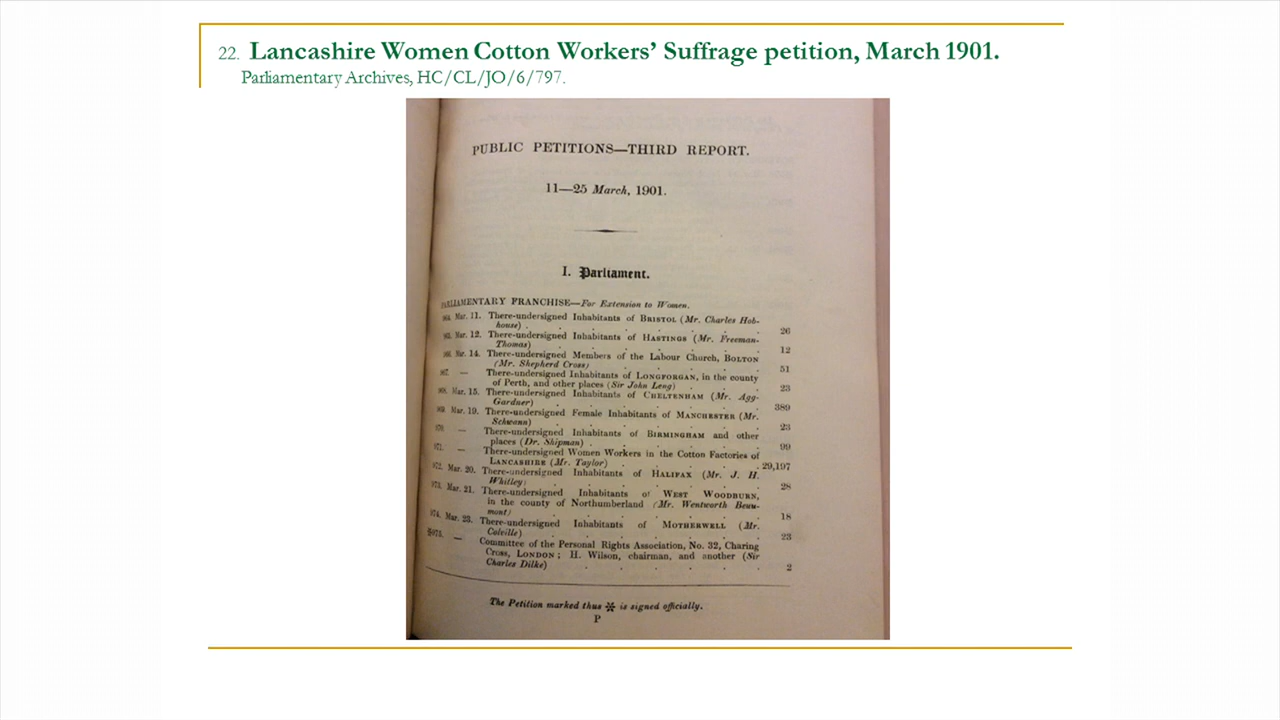 22. Lancashire Women Cotton Workers’ Suffrage petition, March 1901.
Parliamentary Archives, HC/CL/JO/6/797.
PUBLIC PETITIONS—THIRD REPORT.
11—25 March, 1901.
I. Parliament.
PARLIAMENTARY FRANCHISE—For Extension to Women.
Mar. 11. There-undersigned Inhabitants of BRISTOL (Mr. Charles Hob-
house) . . . . . . . 26
Mar. 12. There-undersigned Inhabitants of HASTINGS (Mr. Freeman-
Thomas) . . . . . . . 12
Mar. 14. There-undersigned Members of the Labour Church, BOLTON
(Mr. Shepherd Cross) . . . . . . 51
— There-undersigned Inhabitants of LONGFORGAN, in the county
of Perth, and other places (Sir John Leng) . . . 23
Mar. 15. There-undersigned Inhabitants of CHELTENHAM (Mr. Agg-
Gardner) . . . . . . . 389
Mar. 19. There-undersigned Female Inhabitants of MANCHESTER (Mr.
Schwann) . . . . . . . 23
970. — There-undersigned Inhabitants of BIRMINGHAM and other
places (Dr. Shipman) . . . . . . 99
971. — There-undersigned Women Workers in the Cotton Factories of
LANCASHIRE (Mr. Taylor) . . . . . 29,197
972. Mar. 20. There-undersigned Inhabitants of HALIFAX (Mr. J. H.
Whitley) . . . . . . . 28
973. Mar. 21. There-undersigned Inhabitants of WEST WOODBURN,
in the county of Northumberland (Mr. Wentworth Beau-
mont) . . . . . . . 18
974. Mar. 23. There-undersigned Inhabitants of MOTHERWELL (Mr.
Colville) . . . . . . . 23
975. — Committee of the Personal Rights Association, No. 32, Charing
Cross, LONDON; H. Wilson, chairman, and another (Sir
Charles Dilke) . . . . . . 2
The Petition marked thus ※ is signed officially.
P